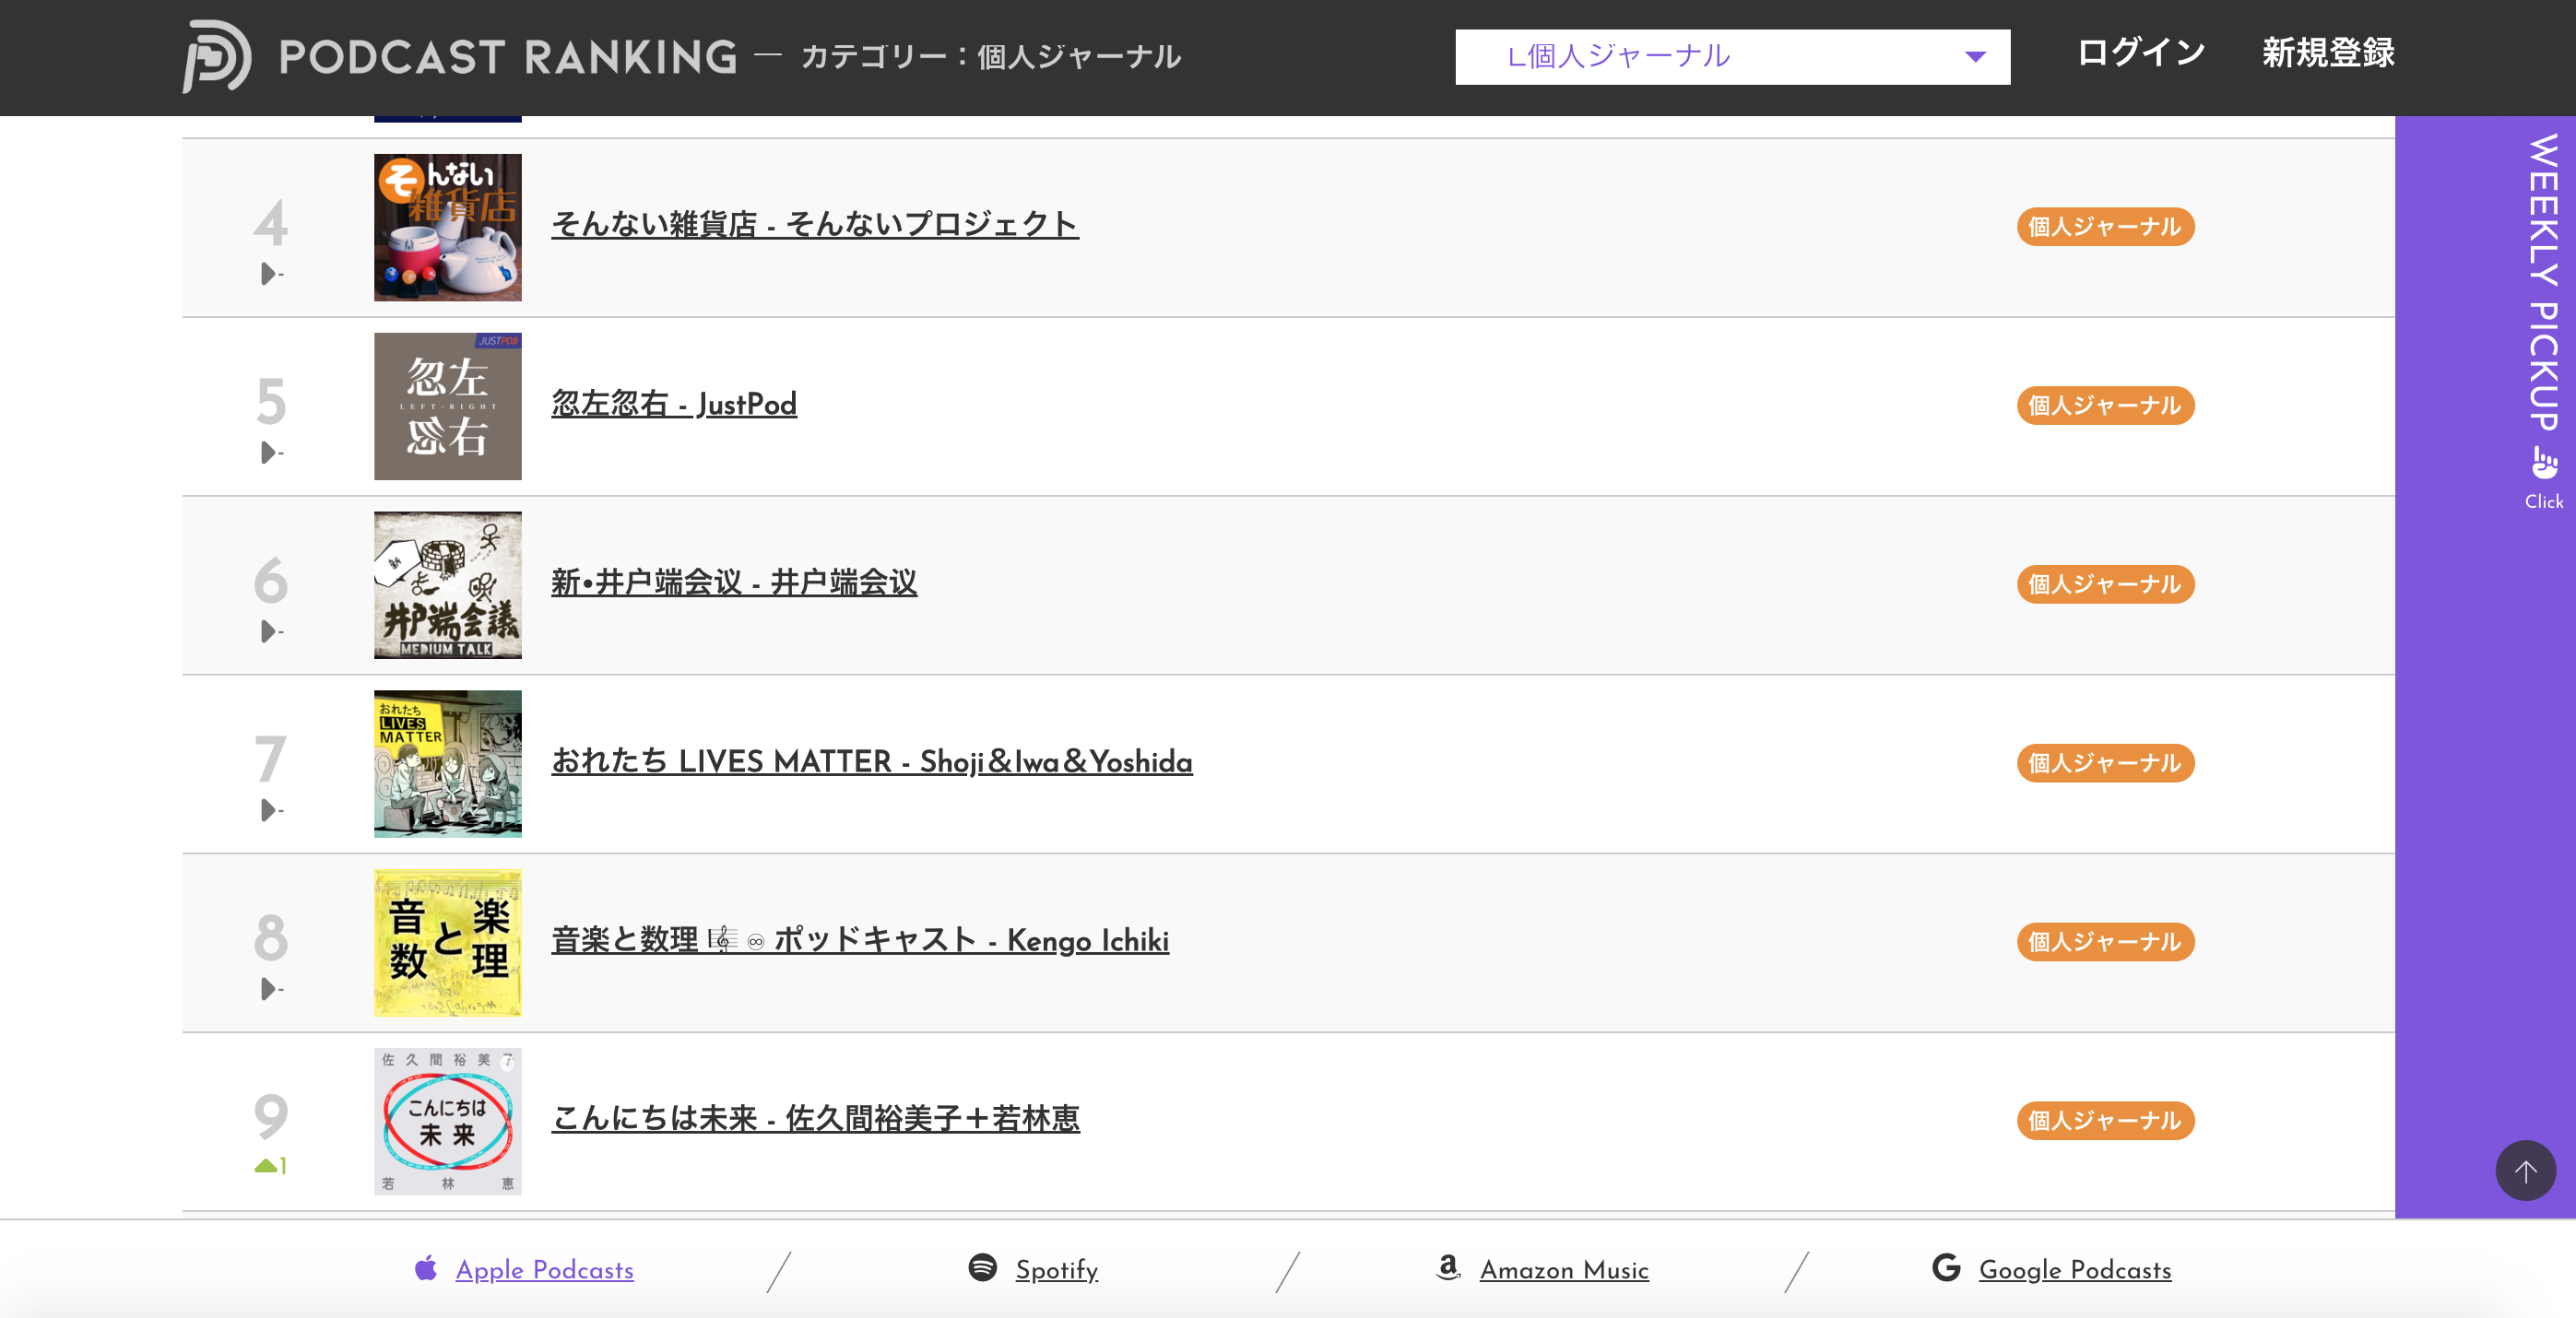 PODCAST RANKING — カテゴリー：個人ジャーナル
L個人ジャーナル
ログイン
新規登録
4
そんない雑貨店
そんない雑貨店 - そんないプロジェクト
個人ジャーナル
-
5
JUSTPOD
忽左
LEFT-RIGHT
忽右
忽左忽右 - JustPod
個人ジャーナル
-
6
新
井戸端会議
MEDIUM TALK
新•井户端会议 - 井户端会议
個人ジャーナル
-
7
おれたち
LIVES
MATTER
おれたち LIVES MATTER - Shoji&Iwa&Yoshida
個人ジャーナル
-
8
音楽
と
数理
音楽と数理 🎼 ♾ ポッドキャスト - Kengo Ichiki
個人ジャーナル
-
9
佐久間裕美子
こんにちは
未来
若林恵
こんにちは未来 - 佐久間裕美子＋若林恵
個人ジャーナル
1
WEEKLY PICKUP
Click
Apple Podcasts
Spotify
Amazon Music
Google Podcasts